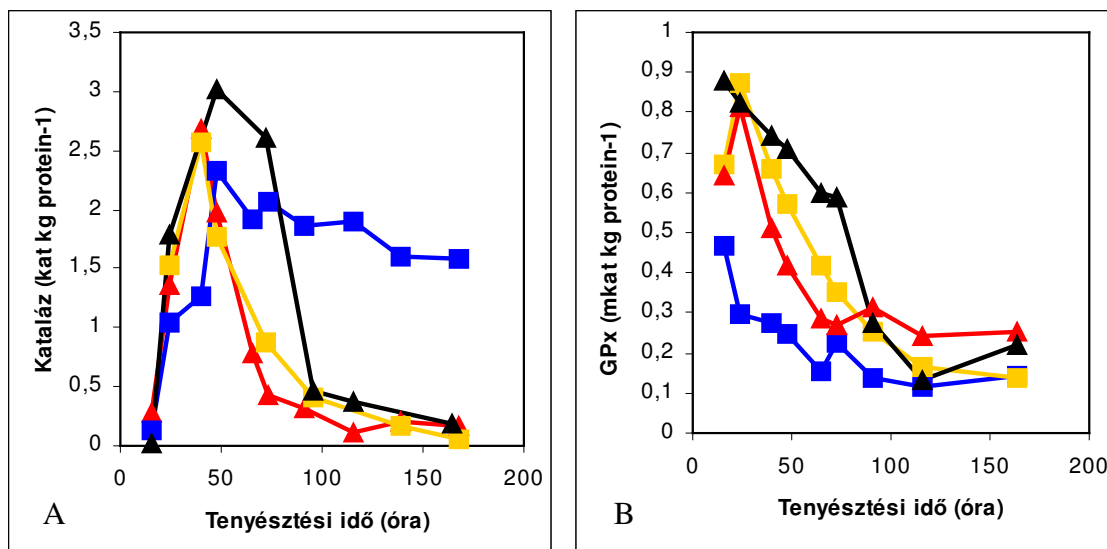 3,5
3
2,5
2
1,5
1
0,5
0
0 50 100 150 200
Kataláz (kat kg protein-1)
Tenyésztési idő (óra)
A
1
0,9
0,8
0,7
0,6
0,5
0,4
0,3
0,2
0,1
0
0 50 100 150 200
GPx (mkat kg protein-1)
Tenyésztési idő (óra)
B